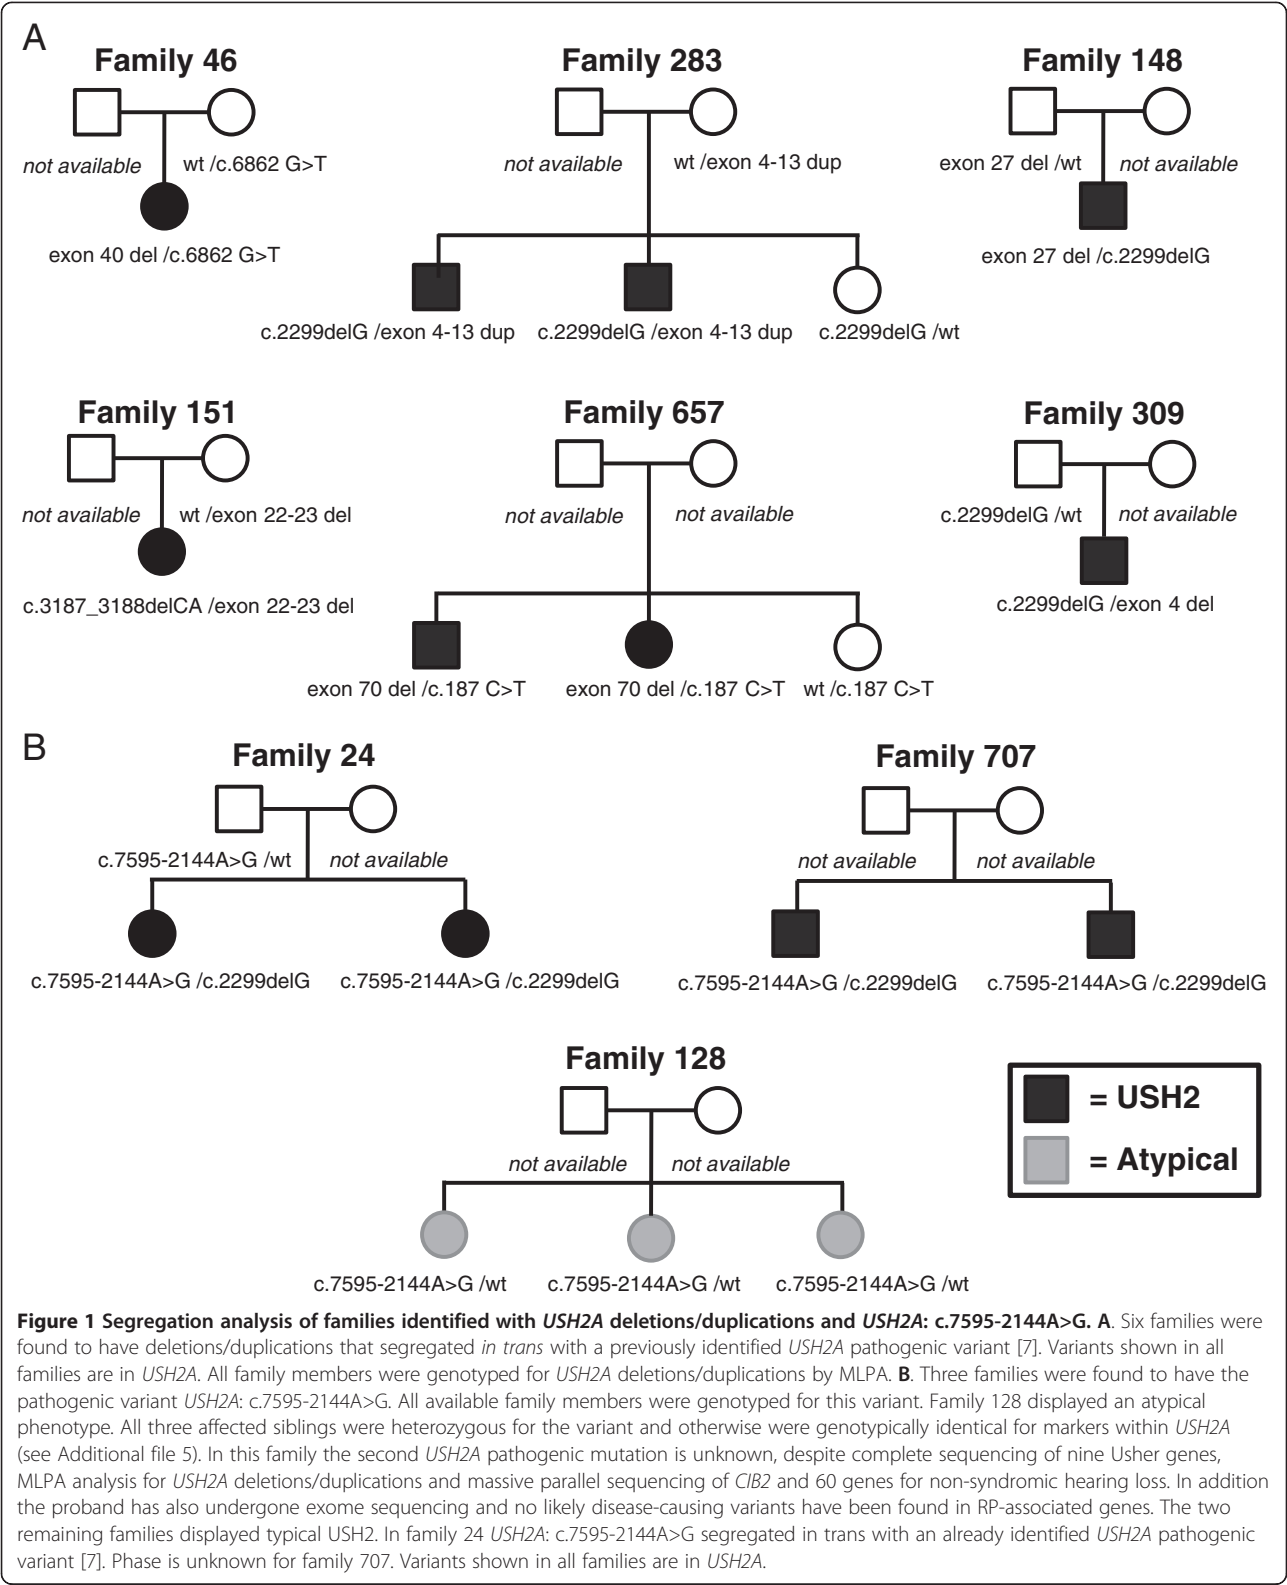 A
Family 46
not available
wt /c.6862 G>T
exon 40 del /c.6862 G>T
Family 283
not available
wt /exon 4-13 dup
c.2299delG /exon 4-13 dup
c.2299delG /exon 4-13 dup
c.2299delG /wt
Family 148
exon 27 del /wt
not available
exon 27 del /c.2299delG
Family 151
not available
wt /exon 22-23 del
c.3187_3188delCA /exon 22-23 del
Family 657
not available
not available
exon 70 del /c.187 C>T
exon 70 del /c.187 C>T
wt /c.187 C>T
Family 309
c.2299delG /wt
not available
c.2299delG /exon 4 del
B
Family 24
c.7595-2144A>G /wt
not available
c.7595-2144A>G /c.2299delG
c.7595-2144A>G /c.2299delG
Family 707
not available
not available
c.7595-2144A>G /c.2299delG
c.7595-2144A>G /c.2299delG
Family 128
not available
not available
c.7595-2144A>G /wt
c.7595-2144A>G /wt
c.7595-2144A>G /wt
= USH2
= Atypical
Figure 1 Segregation analysis of families identified with USH2A deletions/duplications and USH2A: c.7595-2144A>G. A. Six families were
found to have deletions/duplications that segregated in trans with a previously identified USH2A pathogenic variant [7]. Variants shown in all
families are in USH2A. All family members were genotyped for USH2A deletions/duplications by MLPA. B. Three families were found to have the
pathogenic variant USH2A: c.7595-2144A>G. All available family members were genotyped for this variant. Family 128 displayed an atypical
phenotype. All three affected siblings were heterozygous for the variant and otherwise were genotypically identical for markers within USH2A
(see Additional file 5). In this family the second USH2A pathogenic mutation is unknown, despite complete sequencing of nine Usher genes,
MLPA analysis for USH2A deletions/duplications and massive parallel sequencing of CIB2 and 60 genes for non-syndromic hearing loss. In addition
the proband has also undergone exome sequencing and no likely disease-causing variants have been found in RP-associated genes. The two
remaining families displayed typical USH2. In family 24 USH2A: c.7595-2144A>G segregated in trans with an already identified USH2A pathogenic
variant [7]. Phase is unknown for family 707. Variants shown in all families are in USH2A.